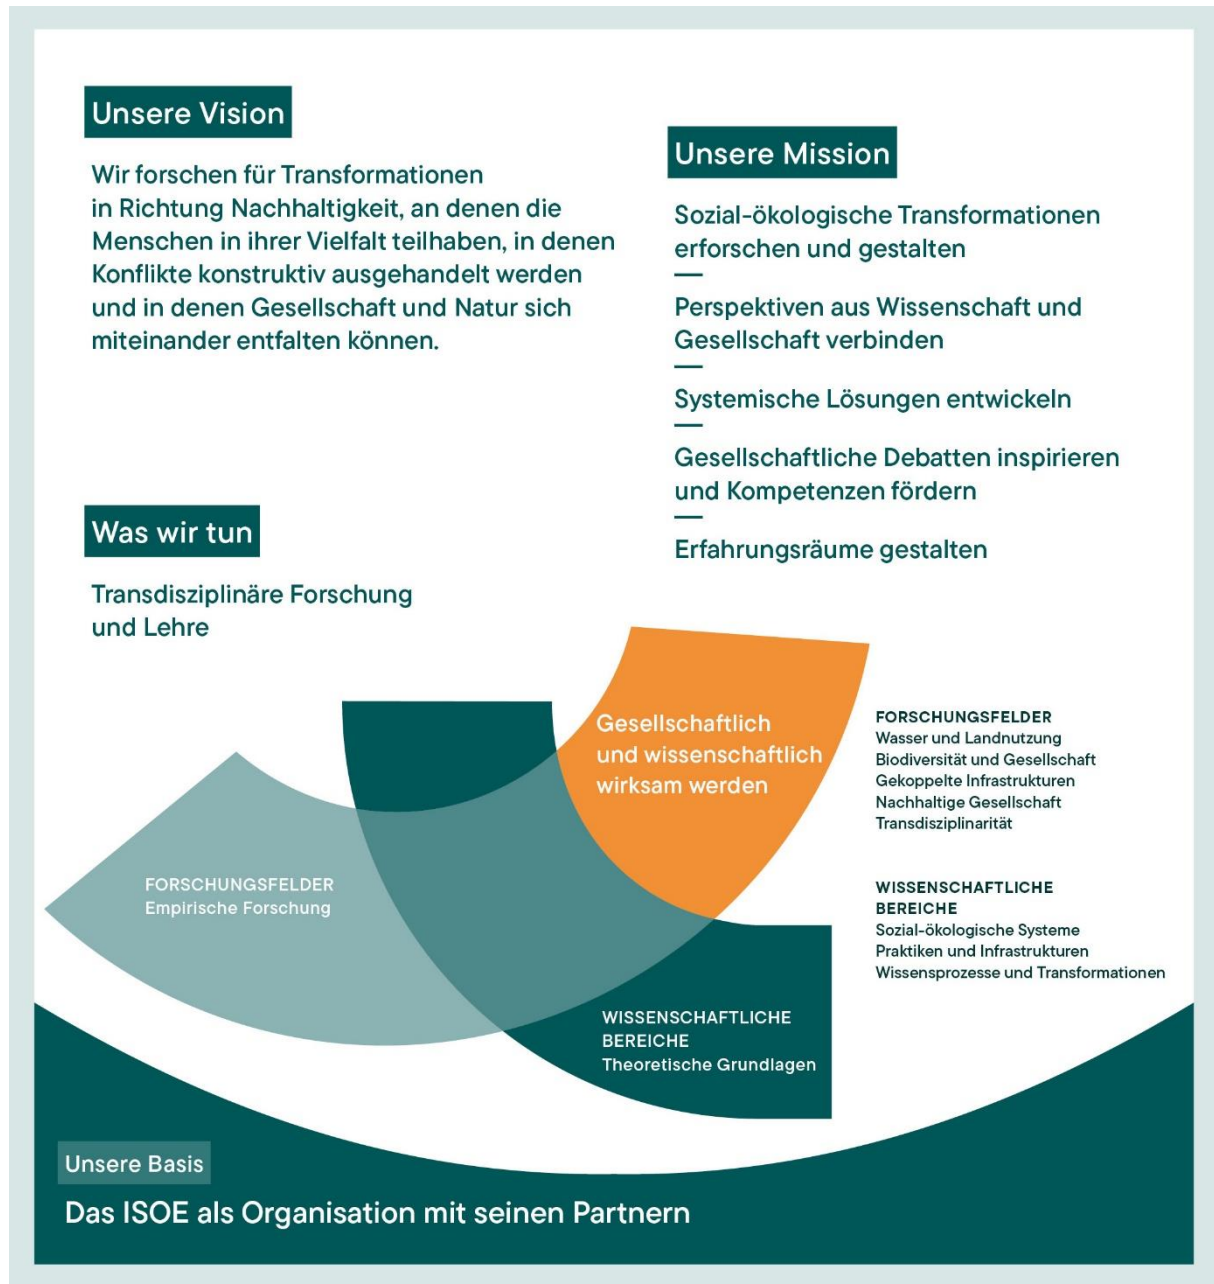 Unsere Vision
Wir forschen für Transformationen
in Richtung Nachhaltigkeit, an denen die
Menschen in ihrer Vielfalt teilhaben, in denen
Konflikte konstruktiv ausgehandelt werden
und in denen Gesellschaft und Natur sich
miteinander entfalten können.
Unsere Mission
Sozial-ökologische Transformationen
erforschen und gestalten
Perspektiven aus Wissenschaft und
Gesellschaft verbinden
Systemische Lösungen entwickeln
Gesellschaftliche Debatten inspirieren
und Kompetenzen fördern
Erfahrungsräume gestalten
Was wir tun
Transdisziplinäre Forschung
und Lehre
Gesellschaftlich
und wissenschaftlich
wirksam werden
FORSCHUNGSFELDER
Empirische Forschung
WISSENSCHAFTLICHE
BEREICHE
Theoretische Grundlagen
FORSCHUNGSFELDER
Wasser und Landnutzung
Biodiversität und Gesellschaft
Gekoppelte Infrastrukturen
Nachhaltige Gesellschaft
Transdisziplinarität
WISSENSCHAFTLICHE
BEREICHE
Sozial-ökologische Systeme
Praktiken und Infrastrukturen
Wissensprozesse und Transformationen
Unsere Basis
Das ISOE als Organisation mit seinen Partnern